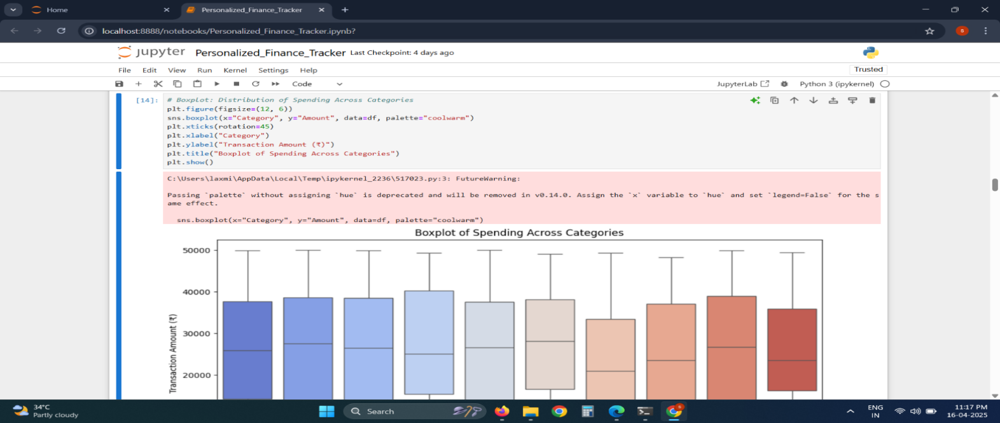 Home
Personalized_Finance_Tracker
localhost:8888/notebooks/Personalized_Finance_Tracker.ipynb?
s
jupyter Personalized_Finance_Tracker Last Checkpoint: 4 days ago
File Edit View Run Kernel Settings Help
Trusted
Code
JupyterLab
Python 3 (ipykernel)
[14]:
# Boxplot: Distribution of Spending Across Categories
plt.figure(figsize=(12, 6))
sns.boxplot(x="Category", y="Amount", data=df, palette="coolwarm")
plt.xticks(rotation=45)
plt.xlabel("Category")
plt.ylabel("Transaction Amount (₹)")
plt.title("Boxplot of Spending Across Categories")
plt.show()
C:\Users\laxmi\AppData\Local\Temp\ipykernel_2236\517023.py:3: FutureWarning:
Passing `palette` without assigning `hue` is deprecated and will be removed in v0.14.0. Assign the `x` variable to `hue` and set `legend=False` for the s
ame effect.
sns.boxplot(x="Category", y="Amount", data=df, palette="coolwarm")
Boxplot of Spending Across Categories
50000
40000
30000
20000
Transaction Amount (₹)
34°C
Partly cloudy
Search
ENG
IN
11:17 PM
16-04-2025